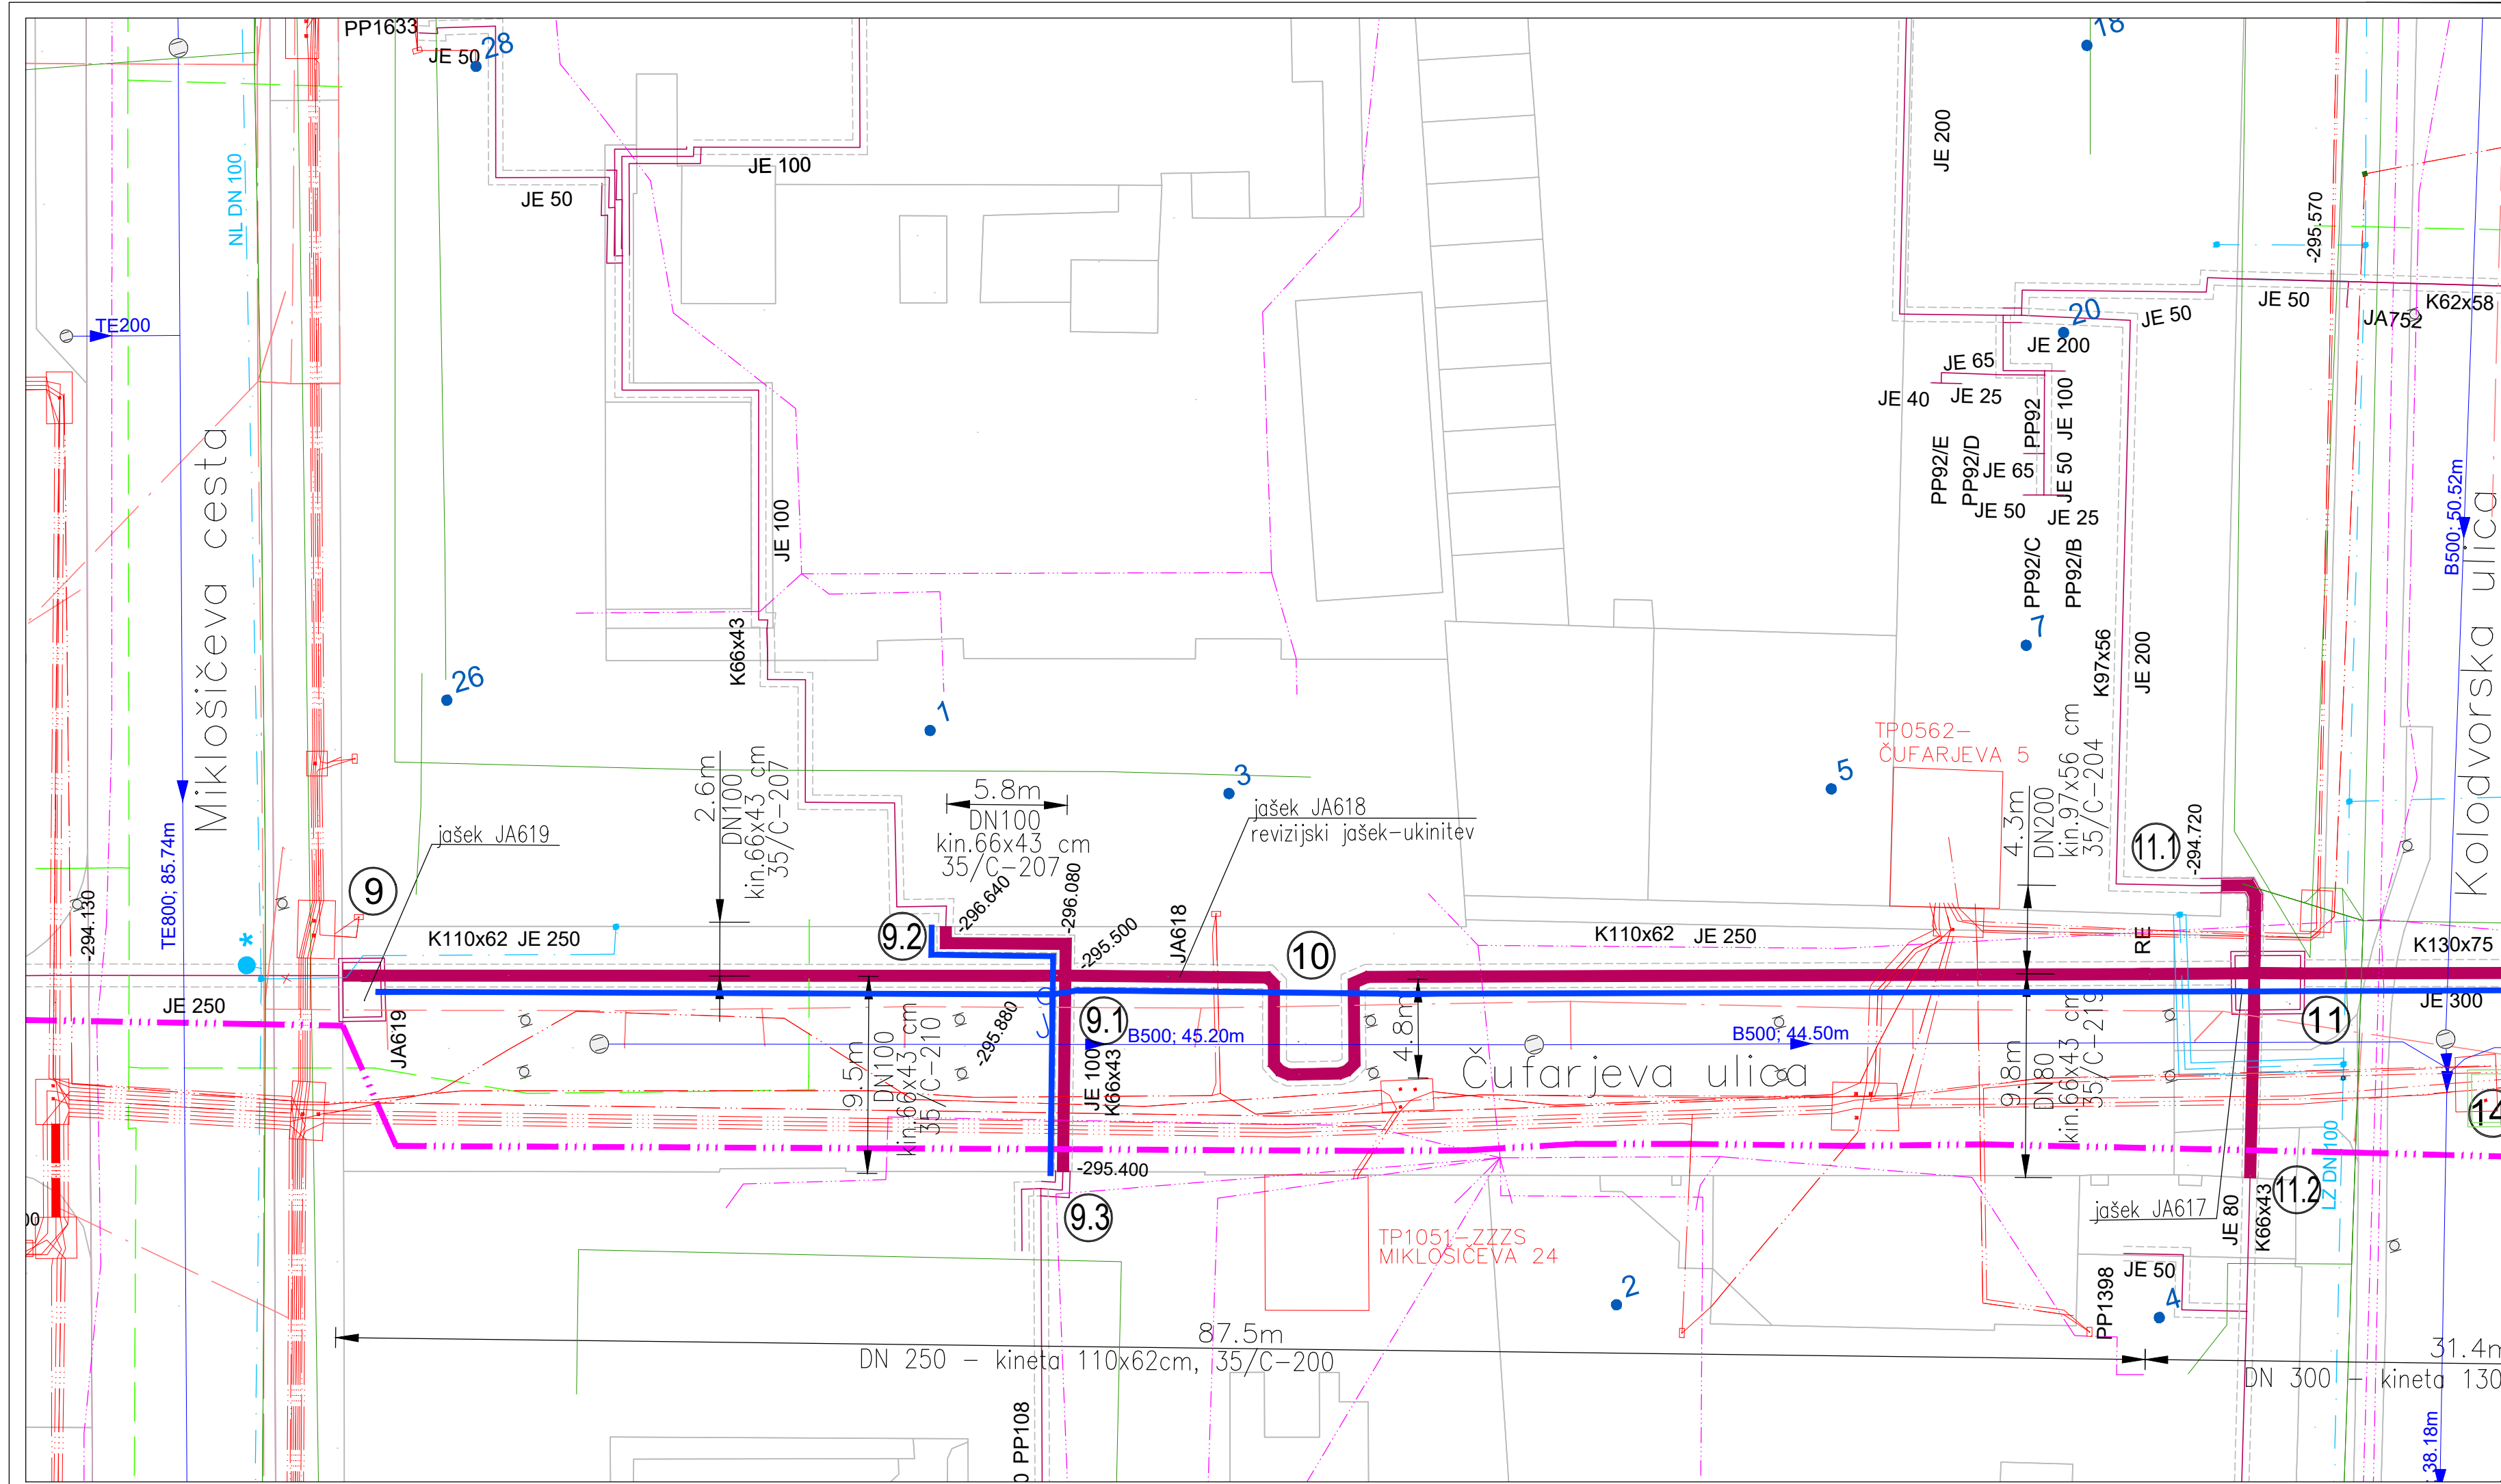 PP1633
JE 50
28
18
NL DN 100
JE 100
JE 50
JE 200
-295.570
TE200
JE 50
JE 50
K62x58
JA752
20
JE 200
JE 65
JE 40
JE 25
PP92
JE 100
PP92/E
PP92/D
JE 65
JE 50
JE 50
JE 25
PP92/C
PP92/B
B500; 50.52m
Miklošičeva cesta
Kolodvorska ulica
JE 100
K66x43
K97x56
JE 200
7
26
1
3
5
TP0562-
ČUFARJEVA 5
2.6m
DN100
kin.66x43 cm
35/C-207
5.8m
DN100
kin.66x43 cm
35/C-207
jašek JA618
revizijski jašek-ukinitev
jašek JA619
4.3m
DN200
kin.97x56 cm
35/C-204
11.1
-294.720
TE800; 85.74m
-294.130
9
*
K110x62 JE 250
9.2
-296.640
-296.080
-295.500
JA618
10
K110x62 JE 250
RE
K130x75
JE 250
JE 300
JA619
-295.880
9.1
B500; 45.20m
B500; 44.50m
11
9.5m
DN100
kin.66x43 cm
35/C-210
JE 100
K66x43
4.8m
Čufarjeva ulica
9.8m
DN80
kin.66x43 cm
35/C-219
14
LZ DN 100
-295.400
9.3
11.2
jašek JA617
JE 80
K66x43
TP1051-ZZZS
MIKLOŠIČEVA 24
2
PP1398
JE 50
4
87.5m
DN 250 - kineta 110x62cm, 35/C-200
31.4m
DN 300 - kineta 130
PP108
38.18m